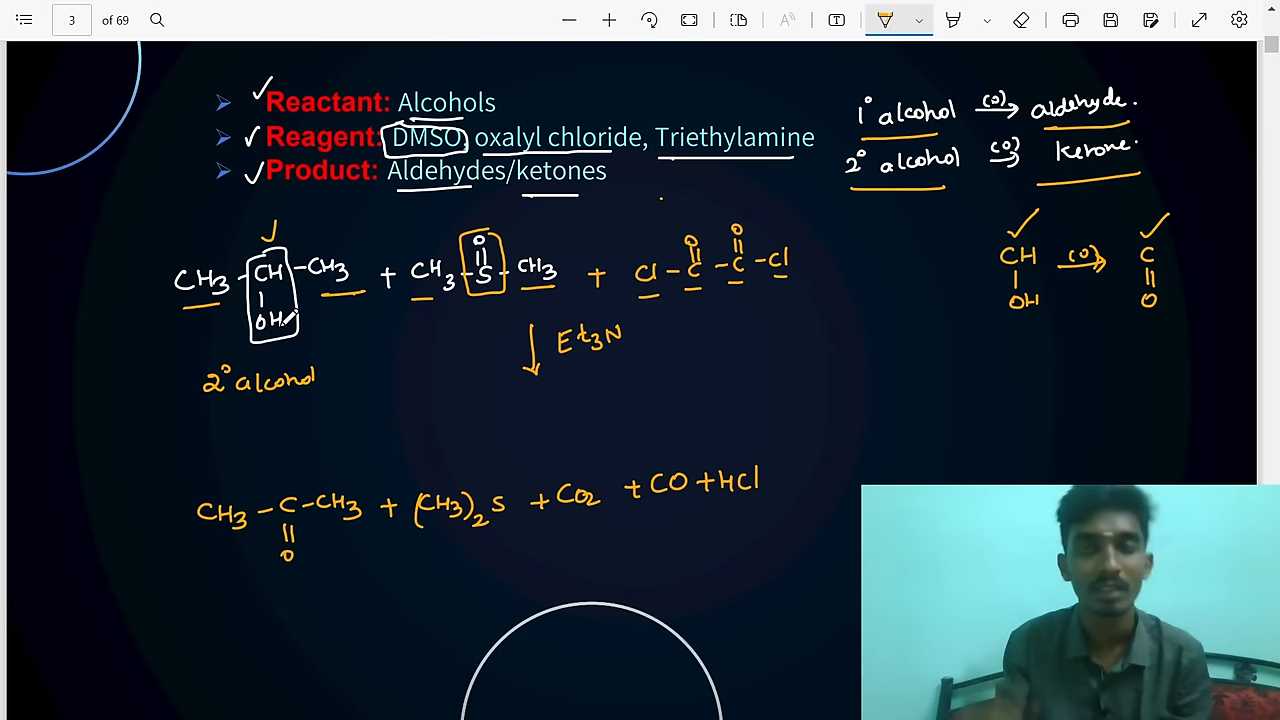 3 of 69
Reactant: Alcohols
Reagent: DMSO, oxalyl chloride, Triethylamine
Product: Aldehydes/ketones
1° alcohol (O) → aldehyde.
2° alcohol (O) → ketone.
CH3 - CH - CH3 + CH3 - S - CH3 + Cl - C - C - Cl
OH
O
O
O
2° alcohol
↓ Et3N
CH (O) → C
OH
O
CH3 - C - CH3 + (CH3)2 S + CO2 + CO + HCl
O